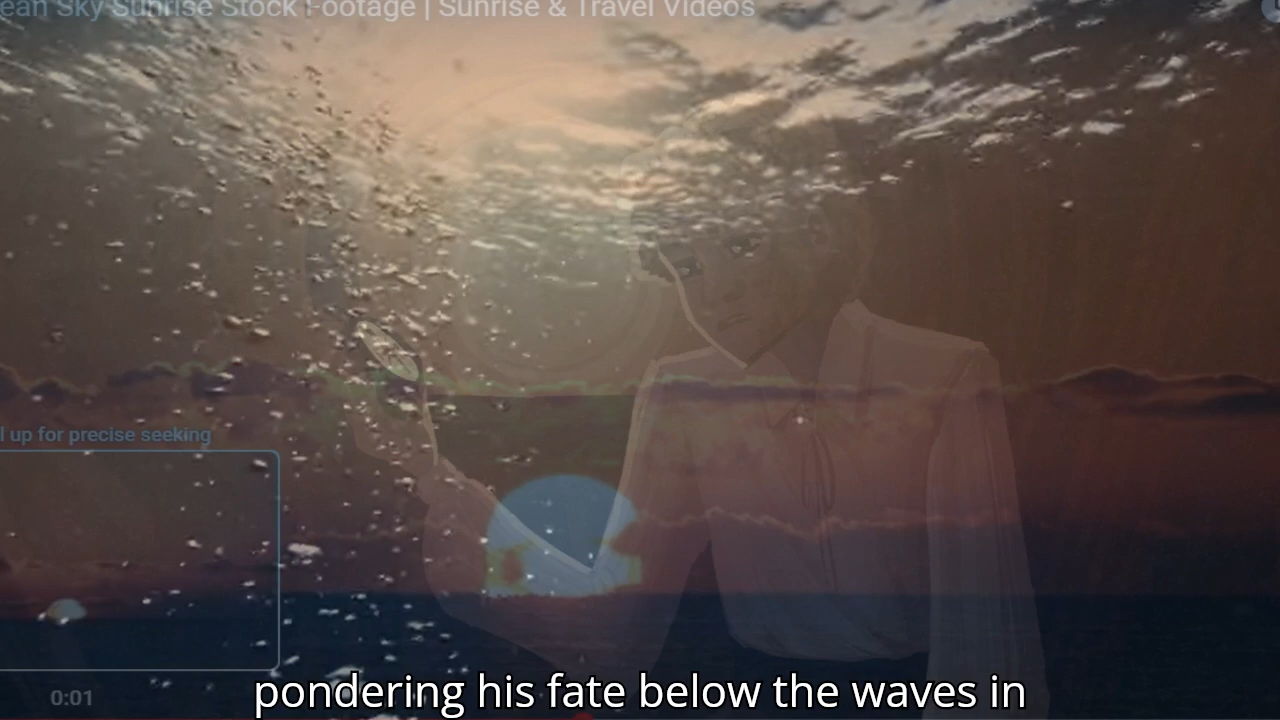 ean Sky Sunrise Stock Footage | Sunrise & Travel Videos
l up for precise seeking
0:01
pondering his fate below the waves in